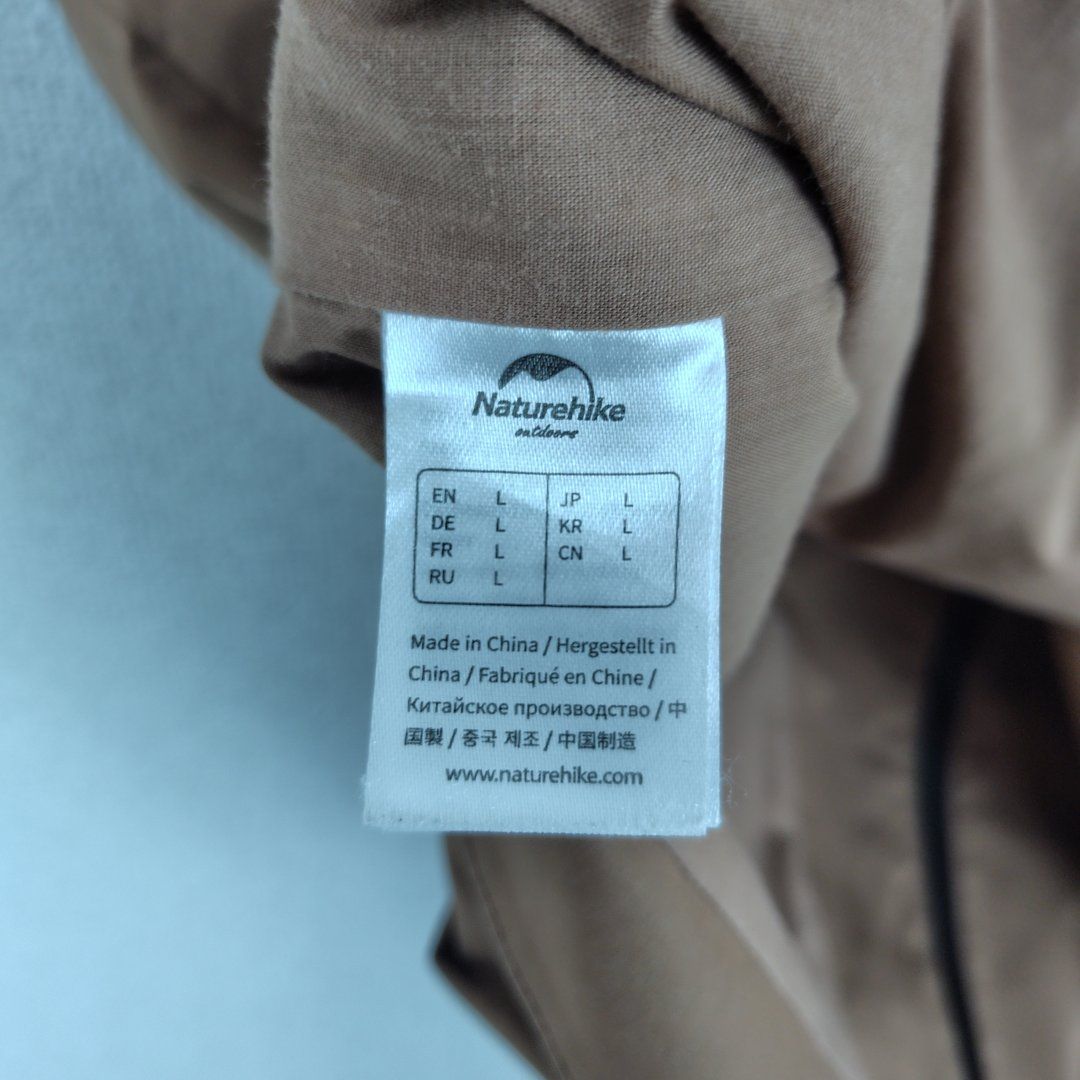 Naturehike
outdoors
EN L JP L
DE L KR L
FR L CN L
RU L
Made in China / Hergestellt in
China / Fabriqué en Chine /
Китайское производство / 中
国製 / 중국 제조 / 中国制造
www.naturehike.com